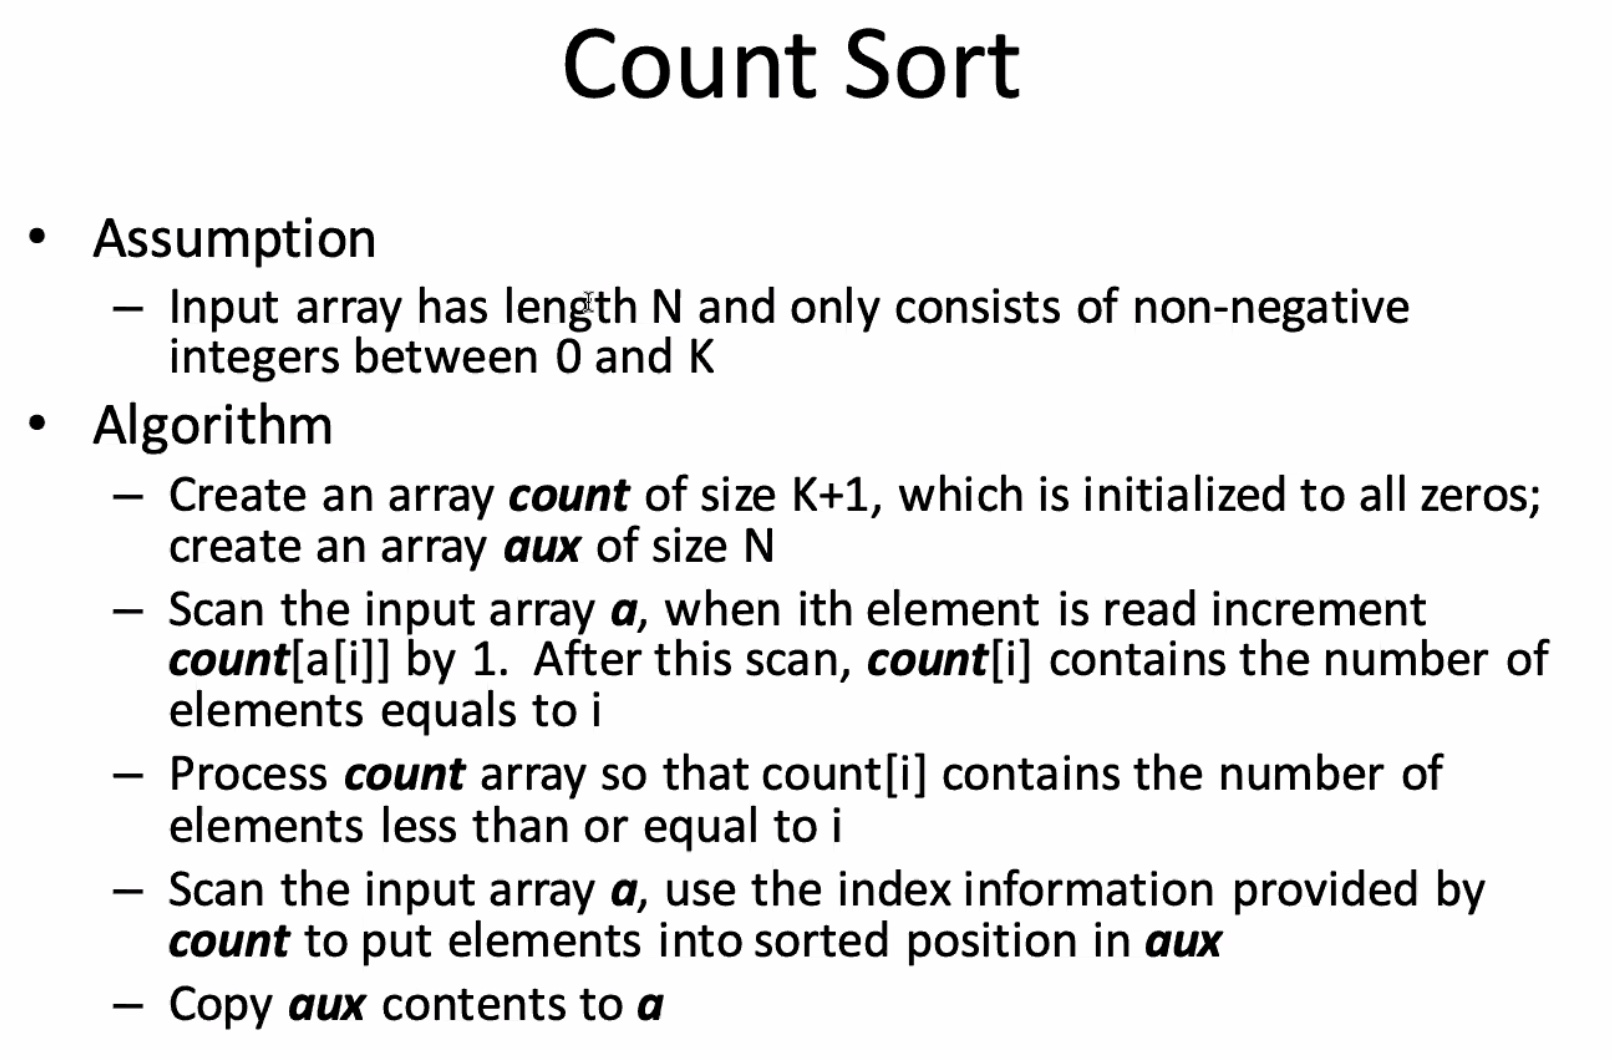 Count Sort
• Assumption
– Input array has length N and only consists of non-negative
integers between 0 and K
• Algorithm
– Create an array count of size K+1, which is initialized to all zeros;
create an array aux of size N
– Scan the input array a, when ith element is read increment
count[a[i]] by 1.  After this scan, count[i] contains the number of
elements equals to i
– Process count array so that count[i] contains the number of
elements less than or equal to i
– Scan the input array a, use the index information provided by
count to put elements into sorted position in aux
– Copy aux contents to a